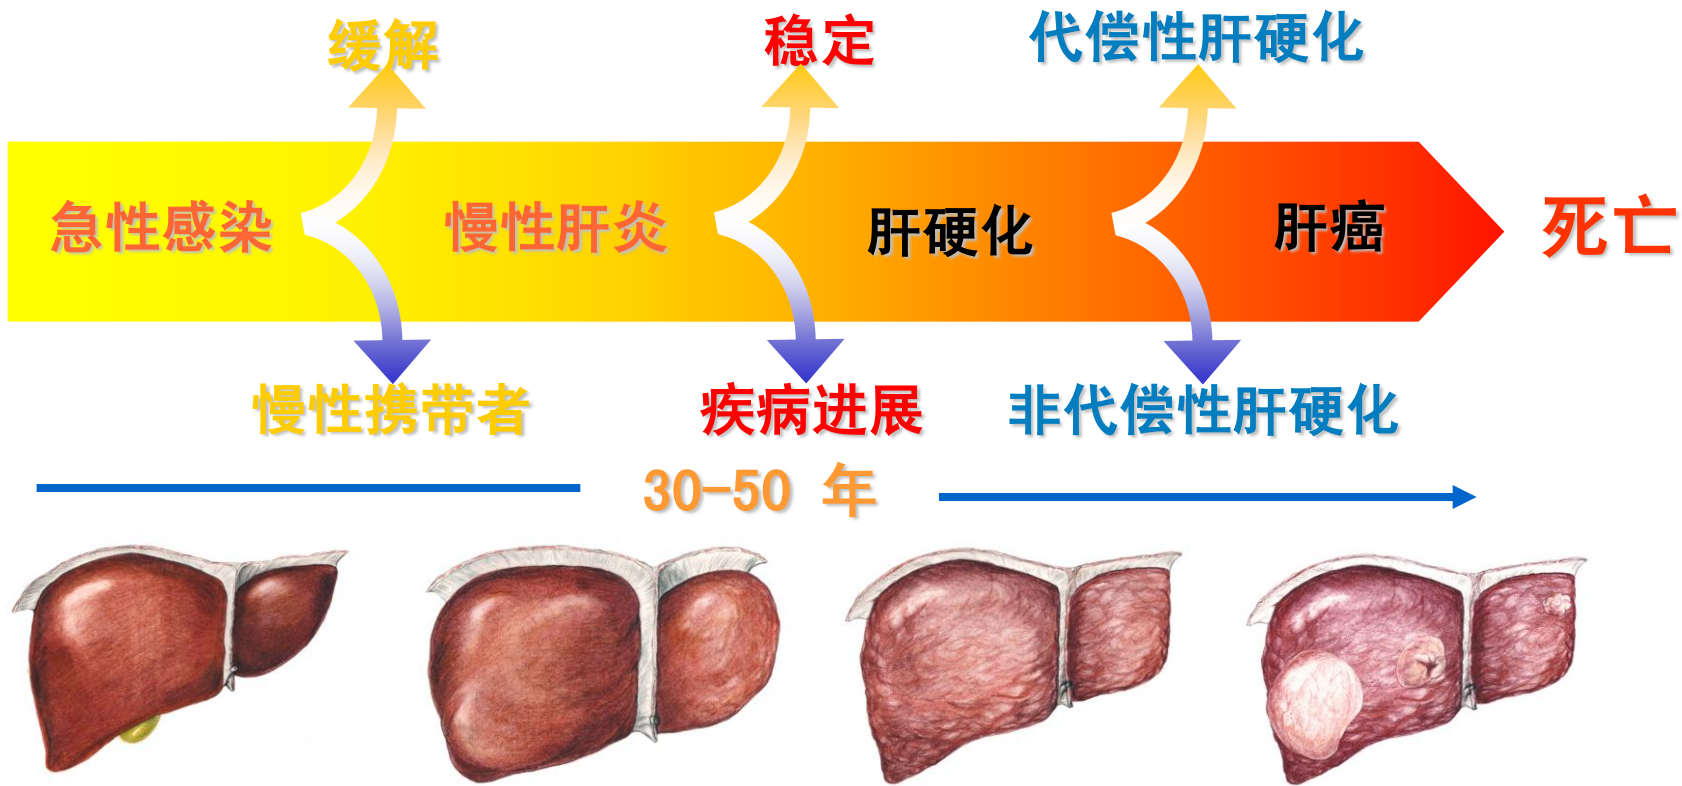 缓解
稳定
代偿性肝硬化
急性感染
慢性肝炎
肝硬化
肝癌
死亡
慢性携带者
疾病进展
非代偿性肝硬化
30-50 年